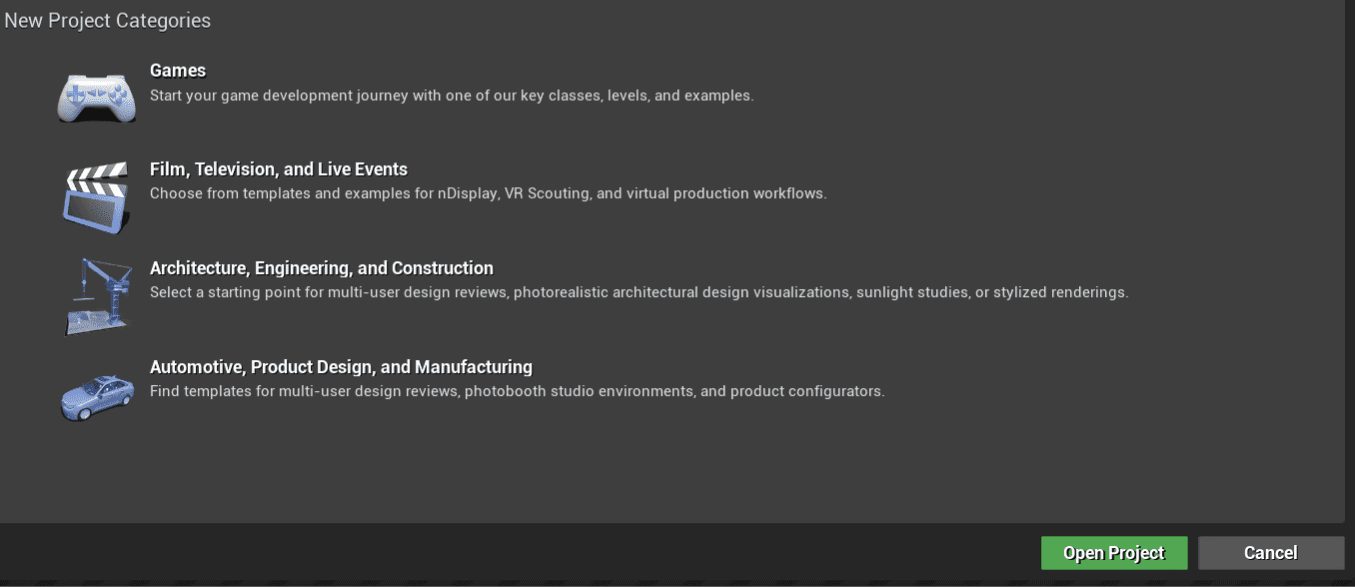 New Project Categories
Games
Start your game development journey with one of our key classes, levels, and examples.
Film, Television, and Live Events
Choose from templates and examples for nDisplay, VR Scouting, and virtual production workflows.
Architecture, Engineering, and Construction
Select a starting point for multi-user design reviews, photorealistic architectural design visualizations, sunlight studies, or stylized renderings.
Automotive, Product Design, and Manufacturing
Find templates for multi-user design reviews, photobooth studio environments, and product configurators.
Open Project
Cancel